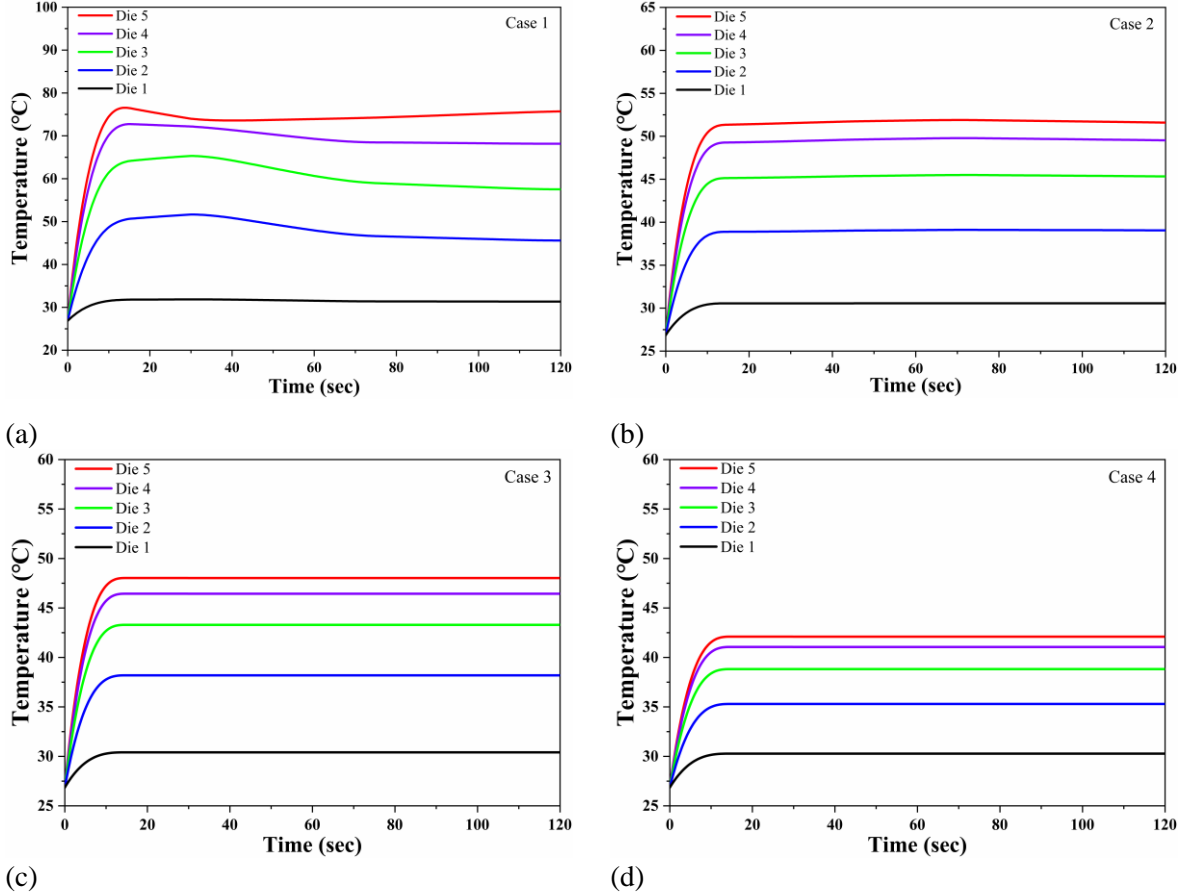 100
90
80
70
60
50
40
30
20
Temperature (°C)
Die 5
Die 4
Die 3
Die 2
Die 1
Case 1
0 20 40 60 80 100 120
Time (sec)
(a)
65
60
55
50
45
40
35
30
25
Temperature (°C)
Die 5
Die 4
Die 3
Die 2
Die 1
Case 2
0 20 40 60 80 100 120
Time (sec)
(b)
60
55
50
45
40
35
30
25
Temperature (°C)
Die 5
Die 4
Die 3
Die 2
Die 1
Case 3
0 20 40 60 80 100 120
Time (sec)
(c)
60
55
50
45
40
35
30
25
Temperature (°C)
Die 5
Die 4
Die 3
Die 2
Die 1
Case 4
0 20 40 60 80 100 120
Time (sec)
(d)